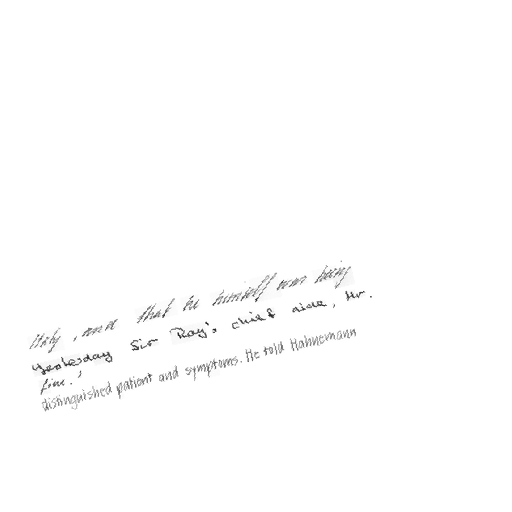 Italy, and that he himself was being
Yesterday Sir Roy's chief aide, Mr.
fine.'
distinguished patient and symptoms. He told Hahnemann